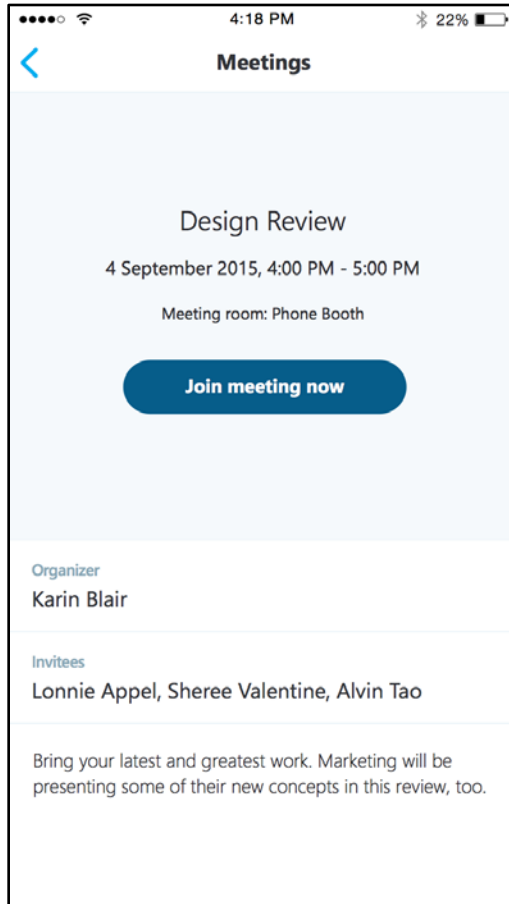 4:18 PM
22%
Meetings
Design Review
4 September 2015, 4:00 PM - 5:00 PM
Meeting room: Phone Booth
Join meeting now
Organizer
Karin Blair
Invitees
Lonnie Appel, Sheree Valentine, Alvin Tao
Bring your latest and greatest work. Marketing will be
presenting some of their new concepts in this review, too.